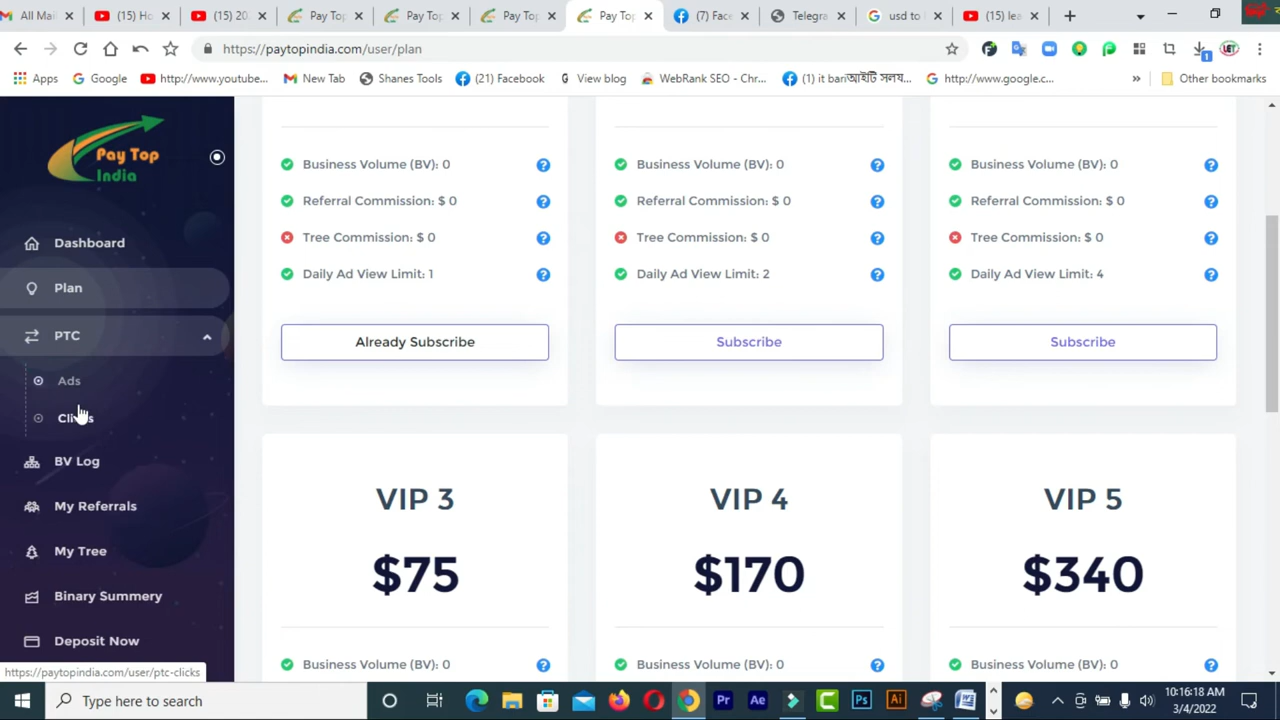 All Mail
(15) Ho
(15) 20
Pay Top
Pay Top
Pay Top
Pay Top
(7) Face
Telegra
usd to
(15) lea
https://paytopindia.com/user/plan
Apps
Google
http://www.youtube...
New Tab
Shanes Tools
(21) Facebook
View blog
WebRank SEO - Chr...
(1) it banআইটি সলয...
http://www.google.c...
»
Other bookmarks
Pay Top
India
Dashboard
Plan
PTC
Ads
Clicks
BV Log
My Referrals
My Tree
Binary Summery
Deposit Now
Business Volume (BV): 0
Referral Commission: $ 0
Tree Commission: $ 0
Daily Ad View Limit: 1
Already Subscribe
Business Volume (BV): 0
Referral Commission: $ 0
Tree Commission: $ 0
Daily Ad View Limit: 2
Subscribe
Business Volume (BV): 0
Referral Commission: $ 0
Tree Commission: $ 0
Daily Ad View Limit: 4
Subscribe
VIP 3
$75
Business Volume (BV): 0
VIP 4
$170
Business Volume (BV): 0
VIP 5
$340
Business Volume (BV): 0
https://paytopindia.com/user/ptc-clicks
Type here to search
10:16:18 AM
3/4/2022